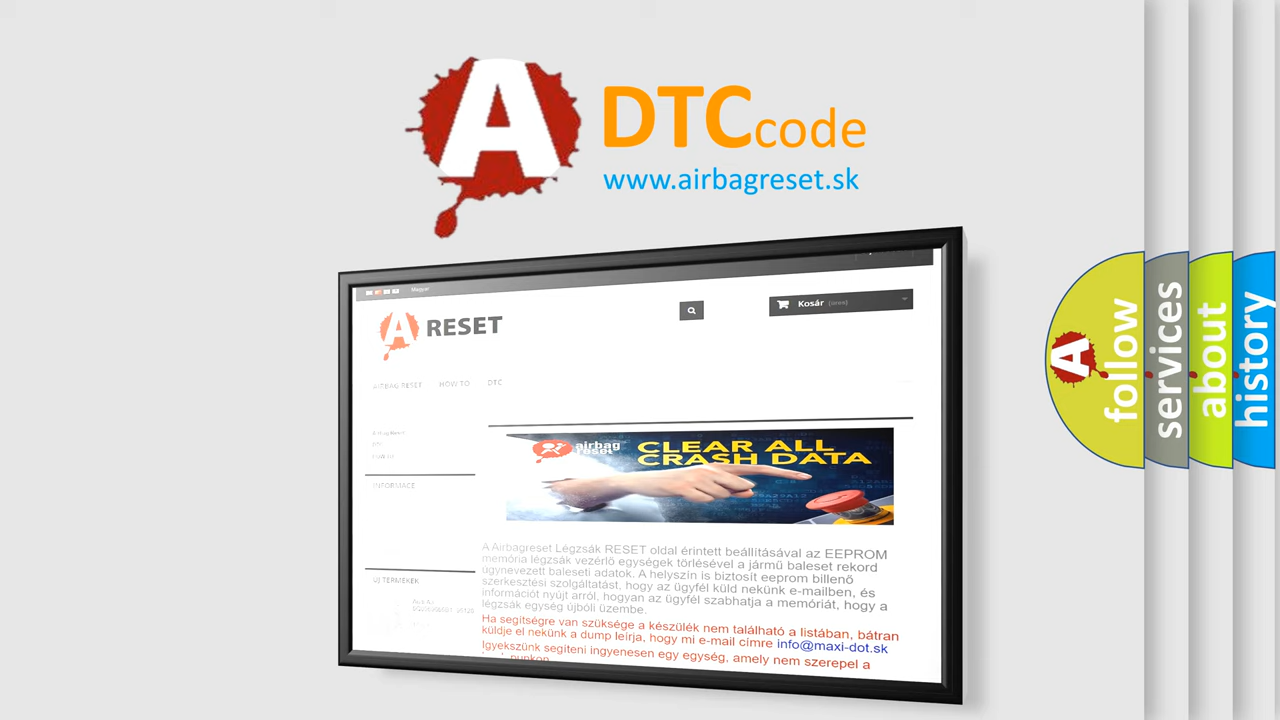 A DTC code
www.airbagreset.sk
Magyar
A RESET
Kosár (üres)
AIRBAG RESET HOW TO DTC
INFORMACE
airbag
reset
CLEAR ALL
CRASH DATA
A Airbagreset Légzsák RESET oldal érintett beállításával az EEPROM
memória légzsák vezérlő egységek törlésével a jármű baleset rekord
úgynevezett baleseti adatok. A helyszín is biztosít eeprom billenő
szerkesztési szolgáltatást, hogy az ügyfél küld nekünk e-mailben, és
információt nyújt arról, hogyan az ügyfél szabhatja a memóriát, hogy a
légzsák egység újbóli üzembe.
Ha segítségre van szüksége a készülék nem található a listában, bátran
küldje el nekünk a dump leírja, hogy mi e-mail címre info@maxi-dot.sk
Igyekszünk segíteni ingyenesen egy egység, amely nem szerepel a
ÚJ TERMÉKEK
A follow
services
about
history